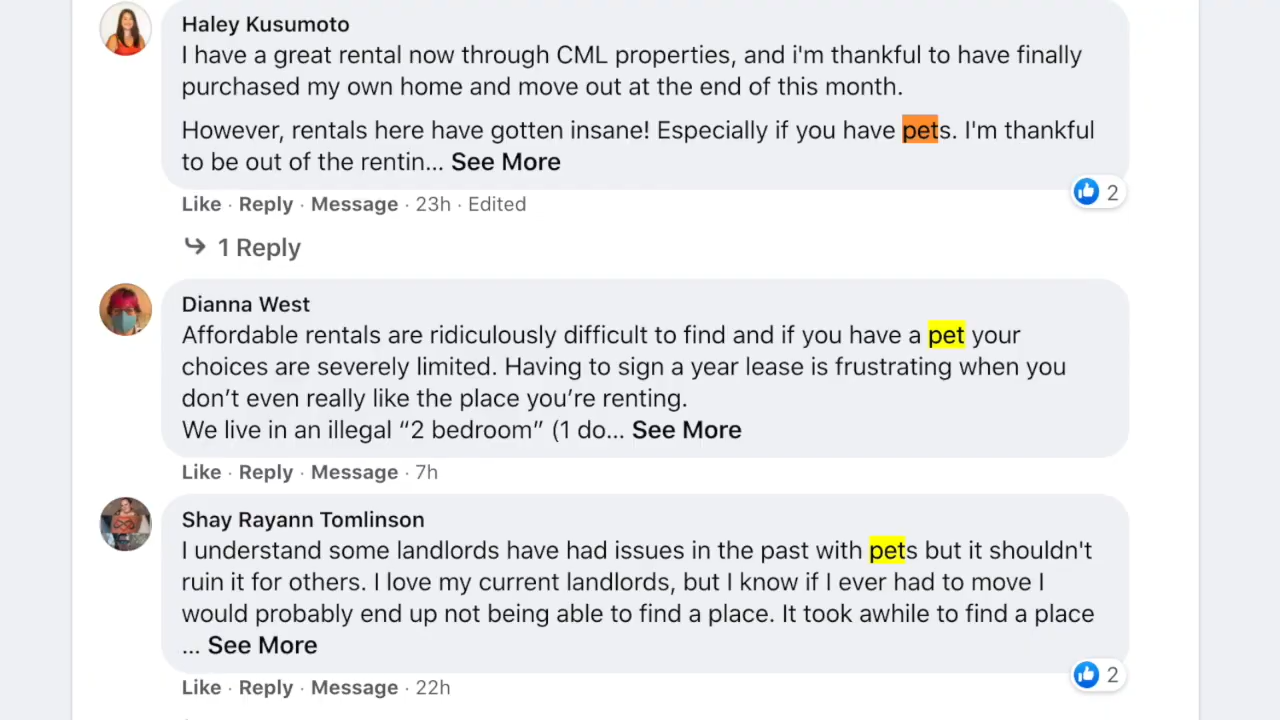 Haley Kusumoto
I have a great rental now through CML properties, and i'm thankful to have finally
purchased my own home and move out at the end of this month.
However, rentals here have gotten insane! Especially if you have pets. I'm thankful
to be out of the rentin... See More
Like · Reply · Message · 23h · Edited
2
1 Reply
Dianna West
Affordable rentals are ridiculously difficult to find and if you have a pet your
choices are severely limited. Having to sign a year lease is frustrating when you
don’t even really like the place you’re renting.
We live in an illegal “2 bedroom” (1 do... See More
Like · Reply · Message · 7h
Shay Rayann Tomlinson
I understand some landlords have had issues in the past with pets but it shouldn't
ruin it for others. I love my current landlords, but I know if I ever had to move I
would probably end up not being able to find a place. It took awhile to find a place
... See More
2
Like · Reply · Message · 22h